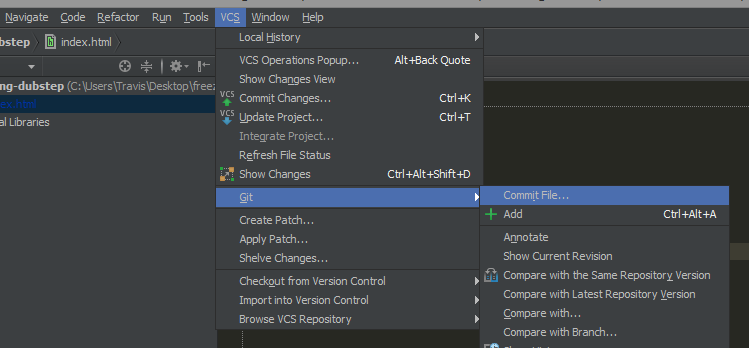 Navigate Code Refactor Run Tools VCS Window Help
bstep index.html
ng-dubstep (C:\Users\Travis\Desktop\freez
ex.html
al Libraries
Local History
VCS Operations Popup... Alt+Back Quote
Show Changes View
VCS Commit Changes... Ctrl+K
VCS Update Project... Ctrl+T
Integrate Project...
Refresh File Status
Show Changes Ctrl+Alt+Shift+D
Git
Create Patch...
Apply Patch...
Shelve Changes...
Checkout from Version Control
Import into Version Control
Browse VCS Repository
Commit File...
Add Ctrl+Alt+A
Annotate
Show Current Revision
Compare with the Same Repository Version
Compare with Latest Repository Version
Compare with...
Compare with Branch...